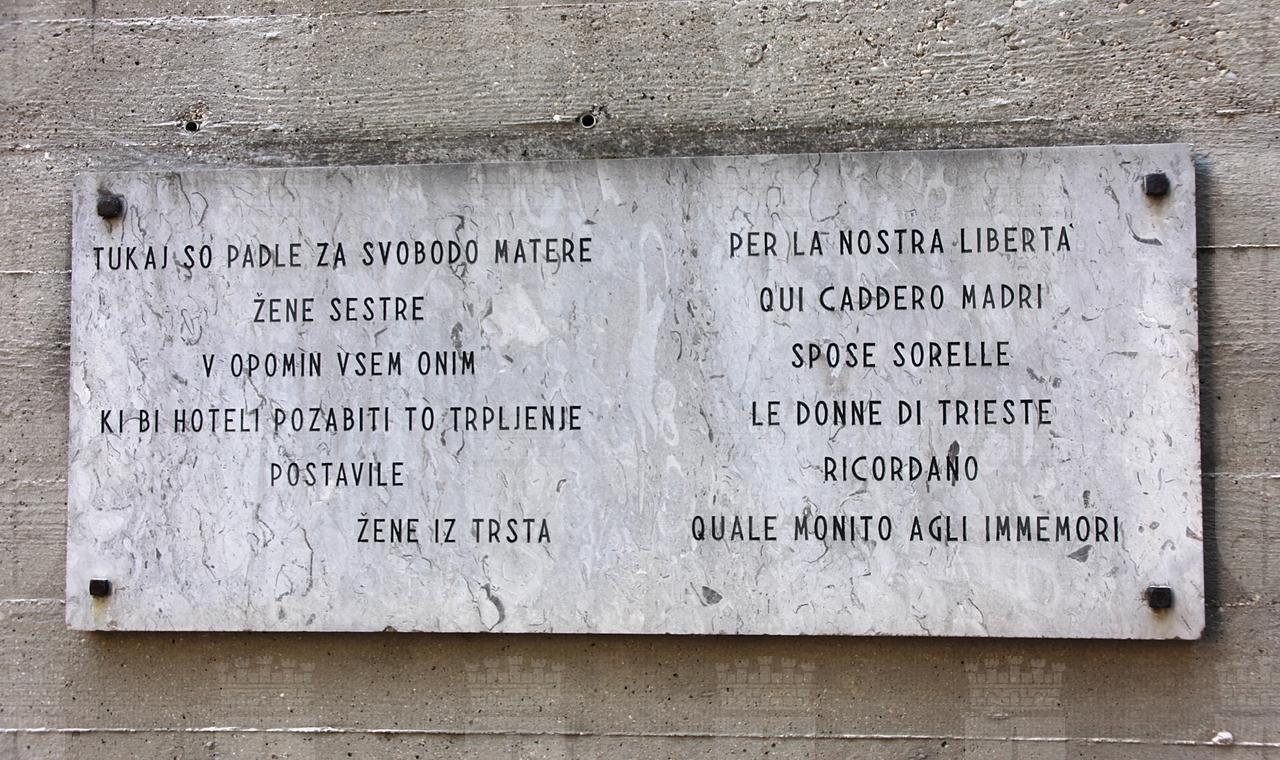 TUKAJ SO PADLE ZA SVOBODO MATERE
ŽENE SESTRE
V OPOMIN VSEM ONIM
KI BI HOTELI POZABITI TO TRPLJENJE
POSTAVILE
ŽENE IZ TRSTA
PER LA NOSTRA LIBERTA'
QUI CADDERO MADRI
SPOSE SORELLE
LE DONNE DI TRIESTE
RICORDANO
QUALE MONITO AGLI IMMEMORI